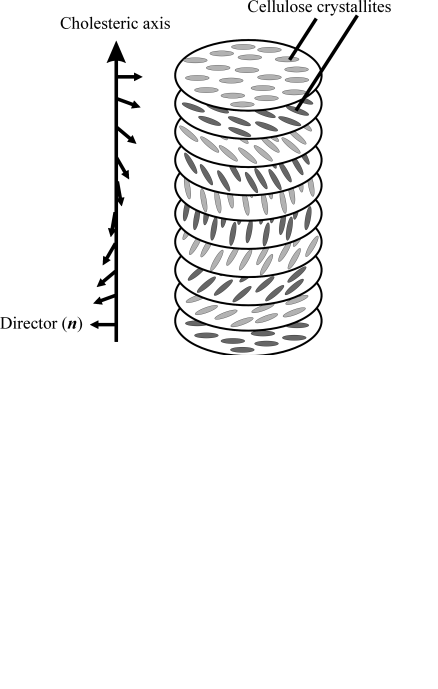 Cellulose crystallites
Cholesteric axis
Director (n)